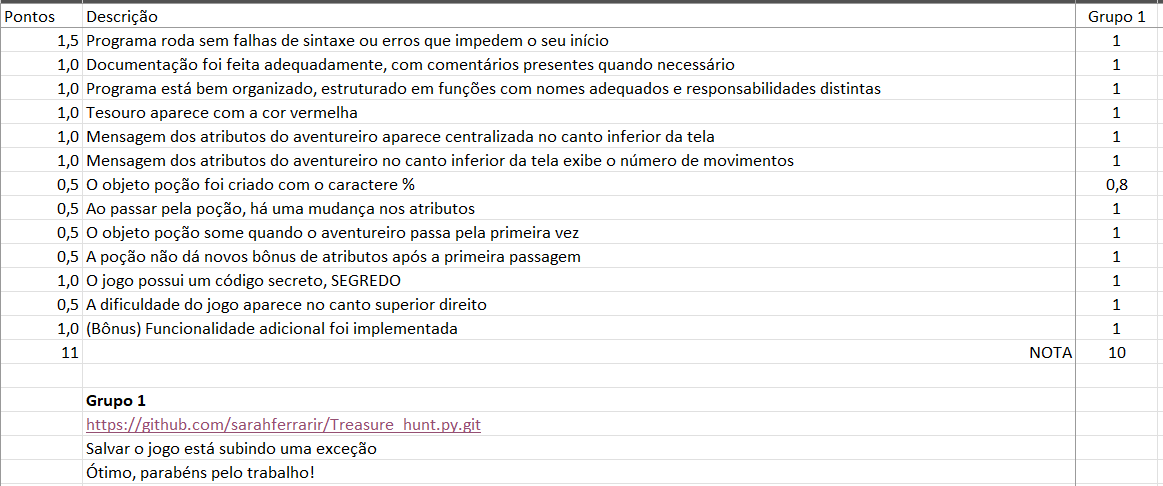 Pontos Descrição Grupo 1
1,5 Programa roda sem falhas de sintaxe ou erros que impedem o seu início 1
1,0 Documentação foi feita adequadamente, com comentários presentes quando necessário 1
1,0 Programa está bem organizado, estruturado em funções com nomes adequados e responsabilidades distintas 1
1,0 Tesouro aparece com a cor vermelha 1
1,0 Mensagem dos atributos do aventureiro aparece centralizada no canto inferior da tela 1
1,0 Mensagem dos atributos do aventureiro no canto inferior da tela exibe o número de movimentos 1
0,5 O objeto poção foi criado com o caractere % 0,8
0,5 Ao passar pela poção, há uma mudança nos atributos 1
0,5 O objeto poção some quando o aventureiro passa pela primeira vez 1
0,5 A poção não dá novos bônus de atributos após a primeira passagem 1
1,0 O jogo possui um código secreto, SEGREDO 1
0,5 A dificuldade do jogo aparece no canto superior direito 1
1,0 (Bônus) Funcionalidade adicional foi implementada 1
11 NOTA 10
Grupo 1
https://github.com/sarahferrarir/Treasure_hunt.py.git
Salvar o jogo está subindo uma exceção
Ótimo, parabéns pelo trabalho!